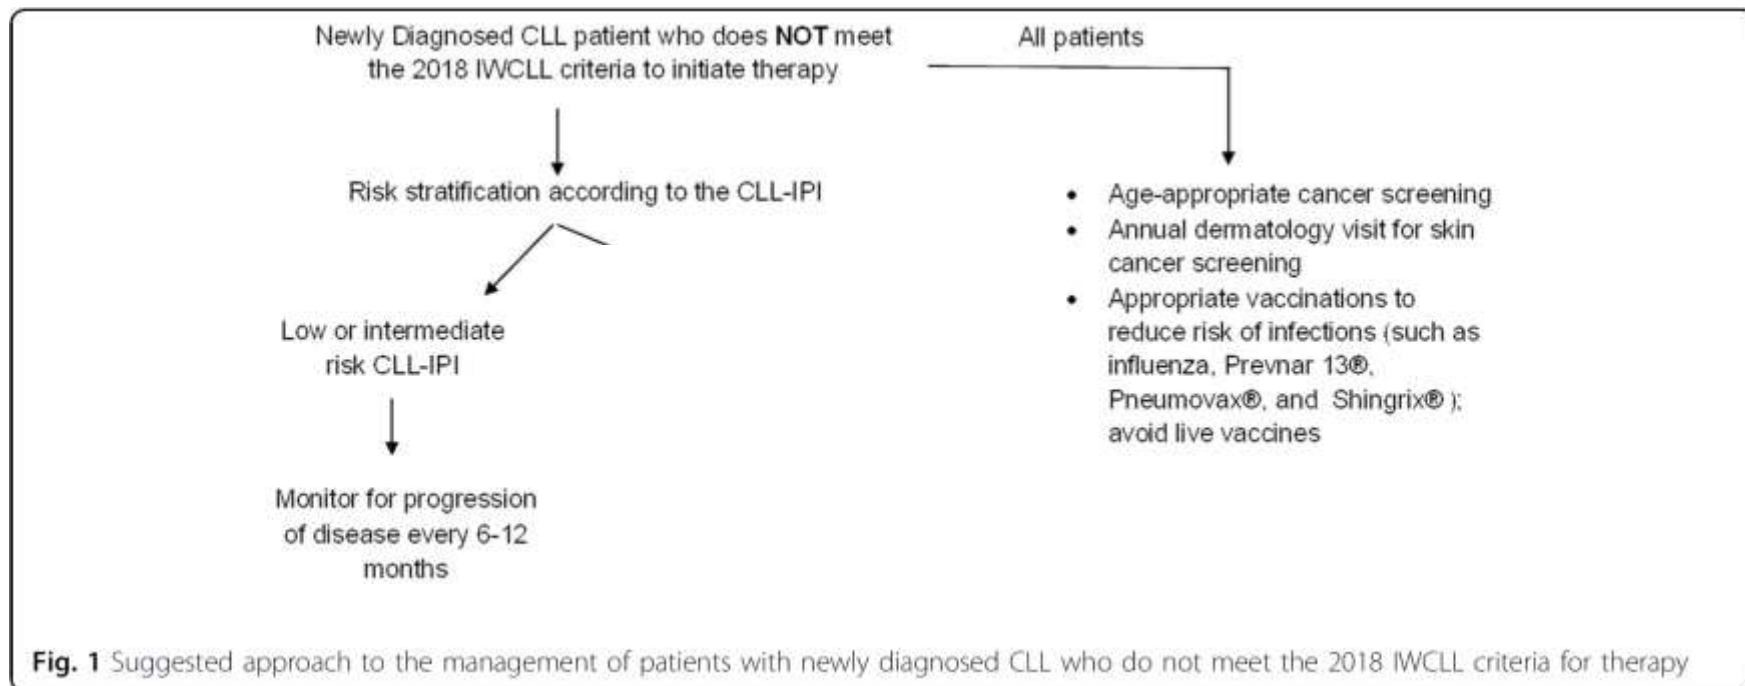 Newly Diagnosed CLL patient who does NOT meet
the 2018 IWCLL criteria to initiate therapy
All patients
Risk stratification according to the CLL-IPI
Low or intermediate
risk CLL-IPI
Monitor for progression
of disease every 6-12
months
• Age-appropriate cancer screening
• Annual dermatology visit for skin
cancer screening
• Appropriate vaccinations to
reduce risk of infections (such as
influenza, Prevnar 13®,
Pneumovax®, and Shingrix® );
avoid live vaccines
Fig. 1 Suggested approach to the management of patients with newly diagnosed CLL who do not meet the 2018 IWCLL criteria for therapy